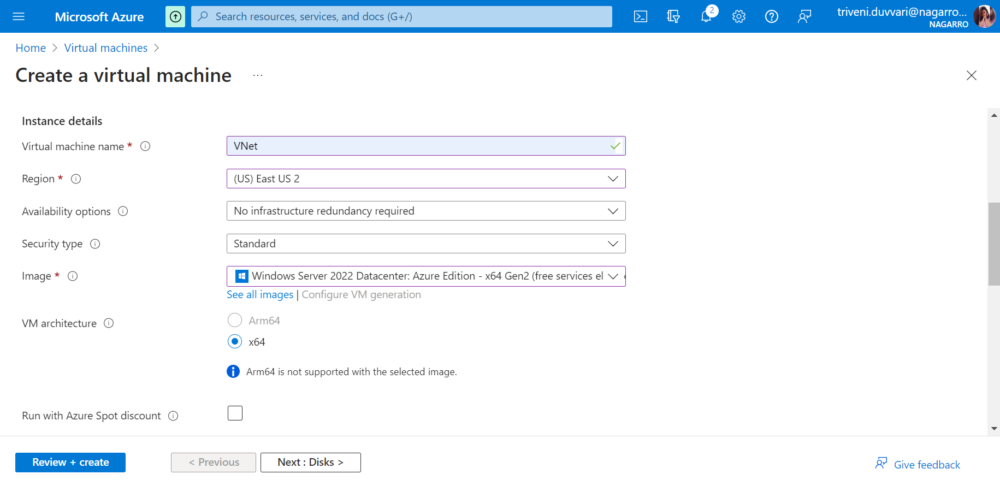 Microsoft Azure
Search resources, services, and docs (G+/)
2
triveni.duvvari@nagarro...
NAGARRO
Home > Virtual machines >
Create a virtual machine ...
Instance details
Virtual machine name *
VNet
Region *
(US) East US 2
Availability options
No infrastructure redundancy required
Security type
Standard
Image *
Windows Server 2022 Datacenter: Azure Edition - x64 Gen2 (free services el
See all images | Configure VM generation
VM architecture
Arm64
x64
Arm64 is not supported with the selected image.
Run with Azure Spot discount
Review + create
< Previous
Next : Disks >
Give feedback